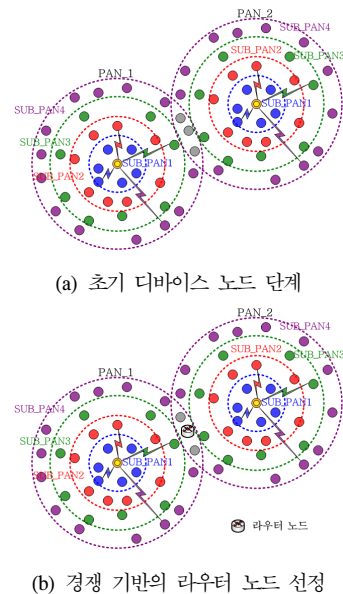 PAN_2
SUB_PAN4
SUB_PAN2
PAN_1
SUB_PAN3
SUB_PAN4
SUB_PAN1
SUB_PAN3
SUB_PAN1
SUB_PAN2
(a) 초기 디바이스 노드 단계
PAN_2
SUB_PAN4
SUB_PAN2
SUB_PAN3
PAN_1
SUB_PAN1
SUB_PAN4
SUB_PAN3
SUB_PAN1
SUB_PAN2
라우터 노드
(b) 경쟁 기반의 라우터 노드 선정